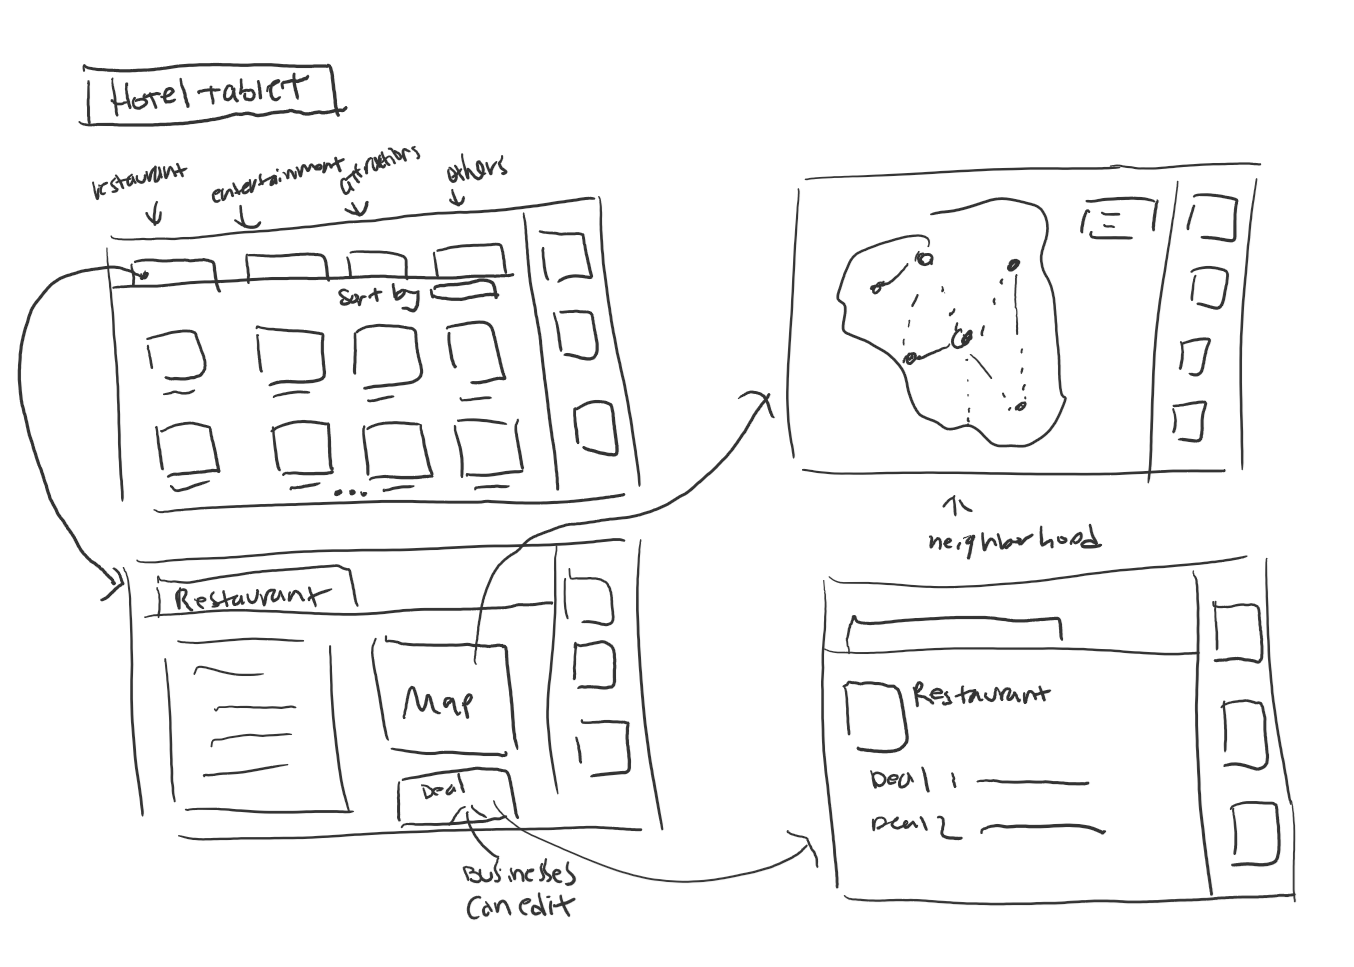 Hotel tablet
restaurant
entertainment
attractions
others
Sort by
Restaurant
Map
Deal
Businesses
Can edit
neighborhood
Restaurant
Deal 1
Deal 2